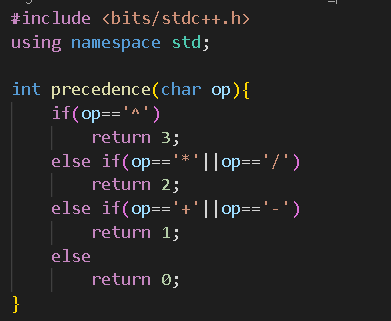 #include <bits/stdc++.h>
using namespace std;

int precedence(char op){
    if(op=='^')
        return 3;
    else if(op=='*'||op=='/')
        return 2;
    else if(op=='+'||op=='-')
        return 1;
    else
        return 0;
}